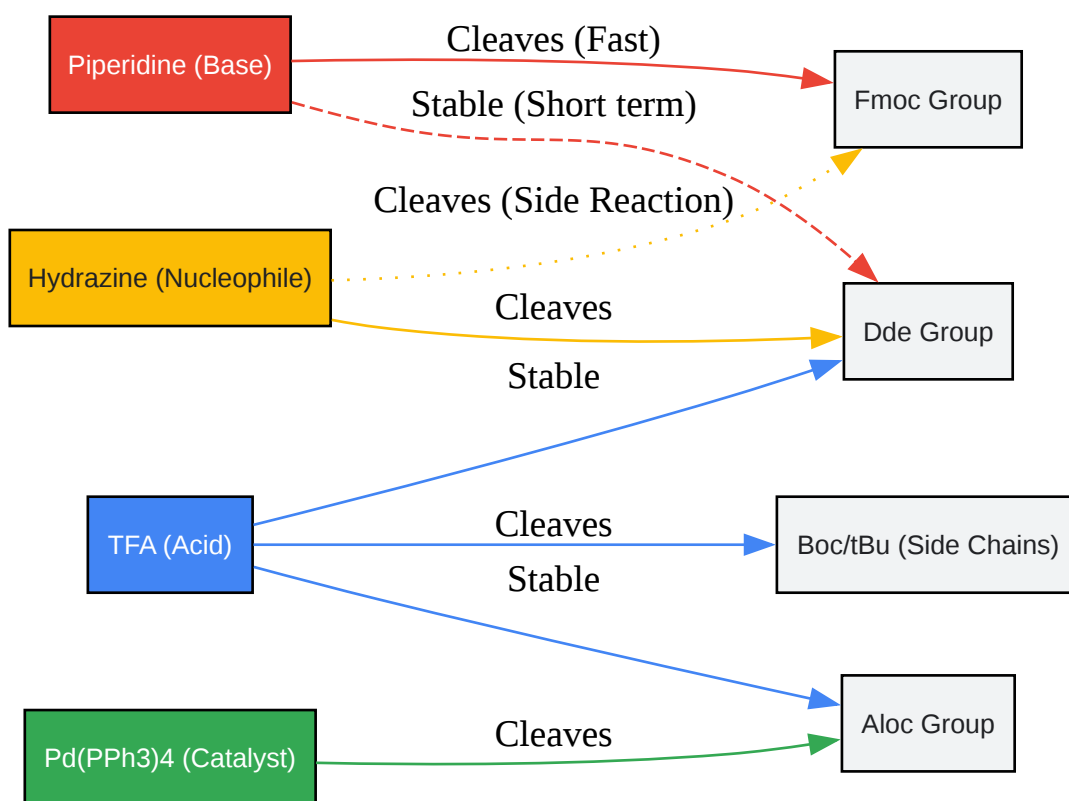 Piperidine (Base)
Cleaves (Fast)
Fmoc Group
Stable (Short term)
Cleaves (Side Reaction)
Hydrazine (Nucleophile)
Cleaves
Dde Group
Stable
TFA (Acid)
Cleaves
Boc/tBu (Side Chains)
Stable
Aloc Group
Cleaves
Pd(PPh3)4 (Catalyst)